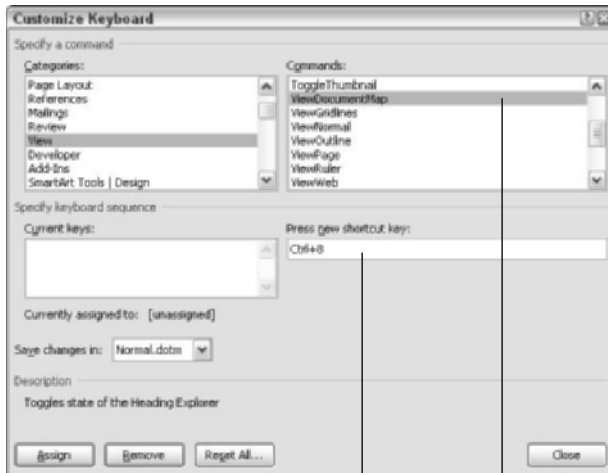 Customize Keyboard
Specify a command
Categories:
Page Layout
References
Mailings
Review
View
Developer
Add-Ins
SmartArt Tools | Design
Commands:
ToggleThumbnail
ViewDocumentMap
ViewGridlines
ViewNormal
ViewOutline
ViewPage
ViewRuler
ViewWeb
Specify keyboard sequence
Current keys:
Press new shortcut key:
Ctrl+8
Currently assigned to: [unassigned]
Save changes in: Normal.dotm
Description
Toggles state of the Heading Explorer
Assign Remove Reset All... Close